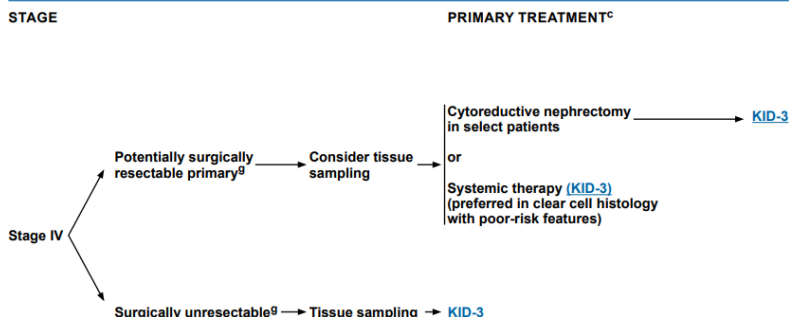 STAGE
PRIMARY TREATMENTᶜ
Cytoreductive nephrectomy
in select patients
KID-3
Potentially surgically
resectable primaryᵍ
Consider tissue
sampling
or
Systemic therapy (KID-3)
(preferred in clear cell histology
with poor-risk features)
Stage IV
Surgically unresectableᵍ
Tissue sampling
KID-3